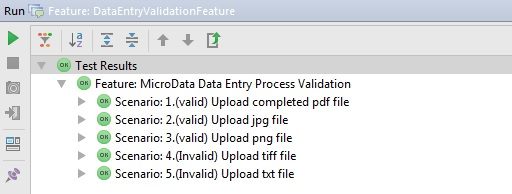 Run Feature: DataEntryValidationFeature
OK Test Results
OK Feature: MicroData Data Entry Process Validation
OK Scenario: 1.(valid) Upload completed pdf file
OK Scenario: 2.(valid) Upload jpg file
OK Scenario: 3.(valid) Upload png file
OK Scenario: 4.(Invalid) Upload tiff file
OK Scenario: 5.(Invalid) Upload txt file